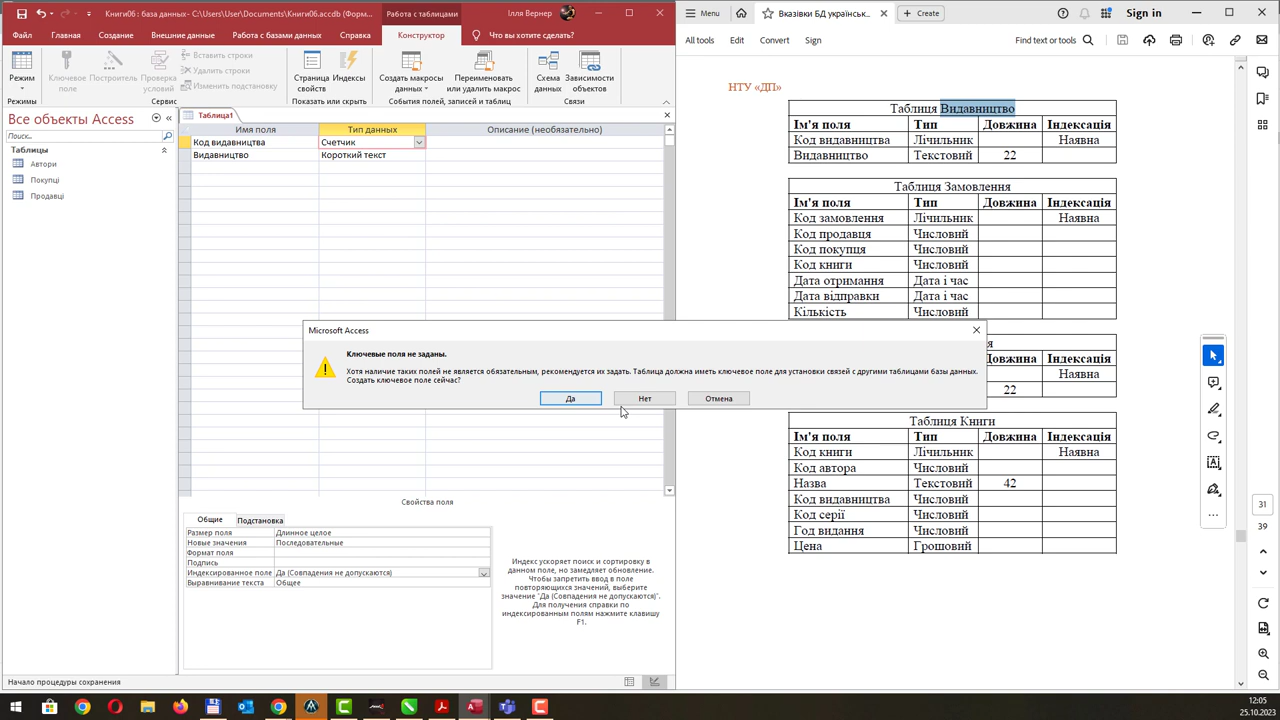 Книги06 : база данных- C:\Users\User\Documents\Книги06.accdb (Форм...
Работа с таблицами
Ілля Вернер
Файл
Главная
Создание
Внешние данные
Работа с базами данных
Справка
Конструктор
Что вы хотите сделать?
Режим
Ключевое поле
Построитель
Проверка условий
Вставить строки
Удалить строки
Изменить подстановку
Страница свойств
Индексы
Создать макросы данных
Переименовать или удалить макрос
Схема данных
Зависимости объектов
Режимы
Сервис
Показать или скрыть
События полей, записей и таблиц
Связи
Все объекты Access
Поиск...
Таблицы
Автори
Покупці
Продавці
Таблица1
Имя поля
Тип данных
Описание (необязательно)
Код видавництва
Счетчик
Видавництво
Короткий текст
Microsoft Access
Ключевые поля не заданы.
Хотя наличие таких полей не является обязательным, рекомендуется их задать. Таблица должна иметь ключевое поле для установки связей с другими таблицами базы данных.
Создать ключевое поле сейчас?
Да
Нет
Отмена
Свойства поля
Общие
Подстановка
Размер поля Длинное целое
Новые значения Последовательные
Формат поля
Подпись
Индексированное поле Да (Совпадения не допускаются)
Выравнивание текста Общее
Индекс ускоряет поиск и сортировку в
данном поле, но замедляет обновление.
Чтобы запретить ввод в поле
повторяющихся значений, выберите
значение "Да (Совпадения не допускаются)".
Для получения справки по
индексированным полям нажмите клавишу
F1.
Начало процедуры сохранения
Menu
Вказівки БД українськ...
Create
Sign in
All tools
Edit
Convert
Sign
Find text or tools
НТУ «ДП»
Таблиця Видавництво
Ім'я поля Тип Довжина Індексація
Код видавництва Лічильник Наявна
Видавництво Текстовий 22
Таблиця Замовлення
Ім'я поля Тип Довжина Індексація
Код замовлення Лічильник Наявна
Код продавця Числовий
Код покупця Числовий
Код книги Числовий
Дата отримання Дата і час
Дата відправки Дата і час
Кількість Числовий
я
Довжина Індексація
Наявна
22
Таблиця Книги
Ім'я поля Тип Довжина Індексація
Код книги Лічильник Наявна
Код автора Числовий
Назва Текстовий 42
Код видавництва Числовий
Код серії Числовий
Год видання Числовий
Цена Грошовий
31
39
12:05
25.10.2023